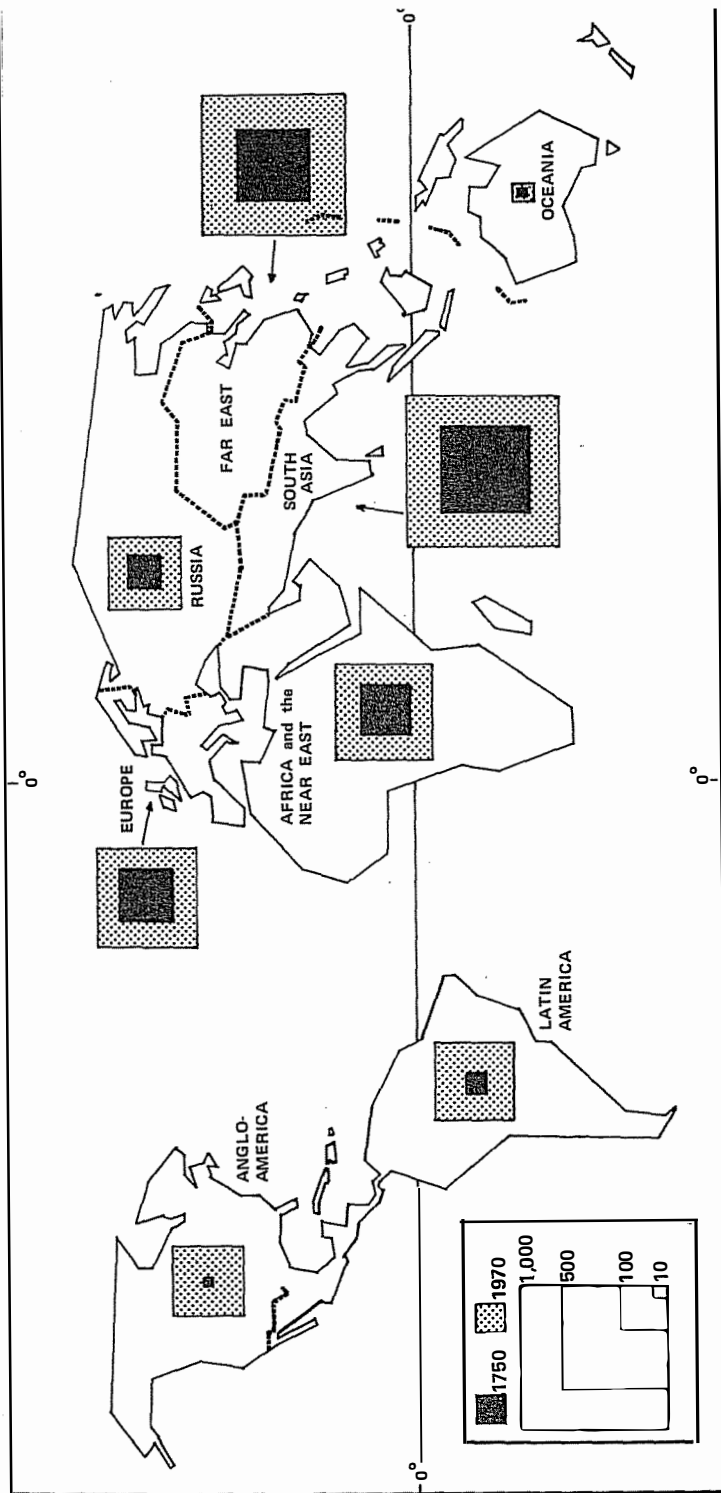 0°
0°
0°
0°
ANGLO-
AMERICA
LATIN
AMERICA
EUROPE
AFRICA and the
NEAR EAST
RUSSIA
FAR EAST
SOUTH
ASIA
OCEANIA
1750
1970
1,000
500
100
10